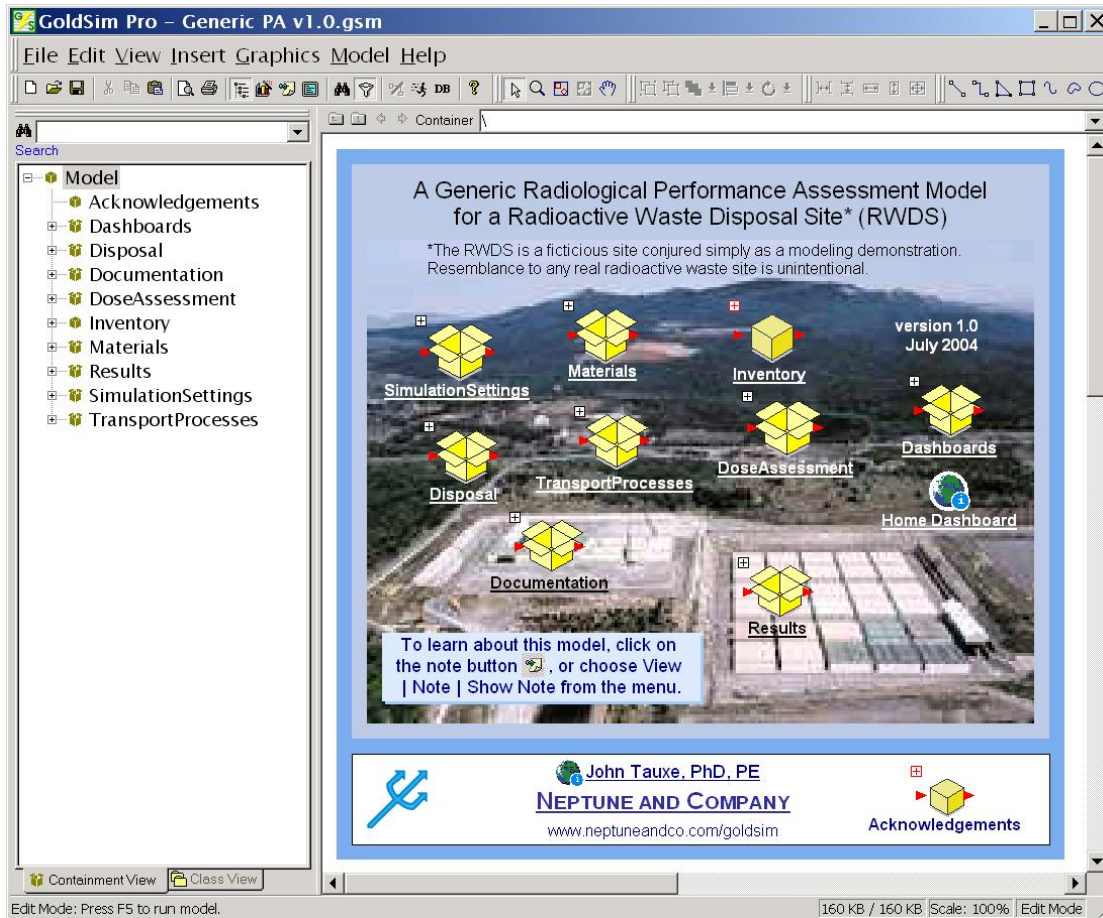 GoldSim Pro - Generic PA v1.0.gsm
File Edit View Insert Graphics Model Help
DB
Container \
Search
Model
Acknowledgements
Dashboards
Disposal
Documentation
DoseAssessment
Inventory
Materials
Results
SimulationSettings
TransportProcesses
A Generic Radiological Performance Assessment Model
for a Radioactive Waste Disposal Site* (RWDS)
*The RWDS is a ficticious site conjured simply as a modeling demonstration.
Resemblance to any real radioactive waste site is unintentional.
version 1.0
July 2004
SimulationSettings
Materials
Inventory
Dashboards
Disposal
TransportProcesses
DoseAssessment
Home Dashboard
Documentation
Results
To learn about this model, click on
the note button , or choose View
| Note | Show Note from the menu.
John Tauxe, PhD, PE
NEPTUNE AND COMPANY
www.neptuneandco.com/goldsim
Acknowledgements
Containment View Class View
Edit Mode: Press F5 to run model. 160 KB / 160 KB Scale: 100% Edit Mode